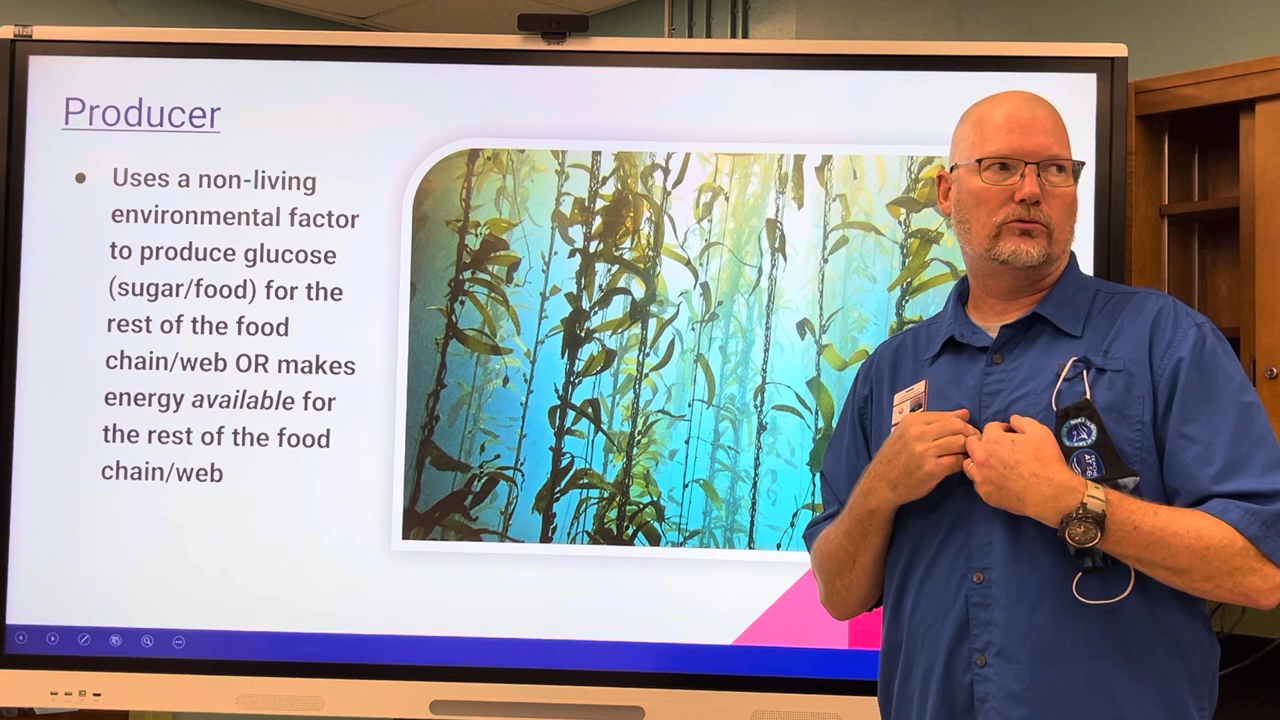 Producer
Uses a non-living
environmental factor
to produce glucose
(sugar/food) for the
rest of the food
chain/web OR makes
energy available for
the rest of the food
chain/web